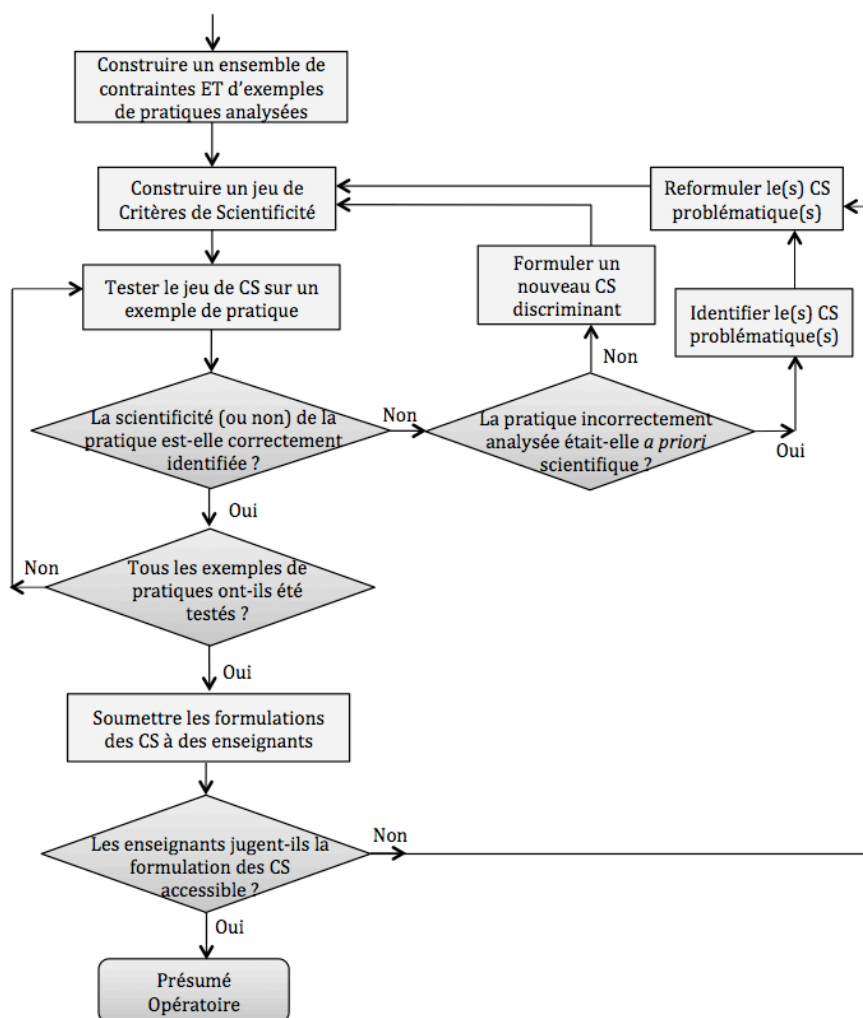 Construire un ensemble de
contraintes ET d'exemples
de pratiques analysées
Construire un jeu de
Critères de Scientificité
Reformuler le(s) CS
problématique(s)
Tester le jeu de CS sur un
exemple de pratique
Formuler un
nouveau CS
discriminant
Identifier le(s) CS
problématique(s)
Non
La scientificité (ou non) de la
pratique est-elle correctement
identifiée ?
Non
La pratique incorrectement
analysée était-elle a priori
scientifique ?
Oui
Oui
Non
Tous les exemples de
pratiques ont-ils été
testés ?
Oui
Soumettre les formulations
des CS à des enseignants
Les enseignants jugent-ils la
formulation des CS
accessible ?
Non
Oui
Présumé
Opératoire